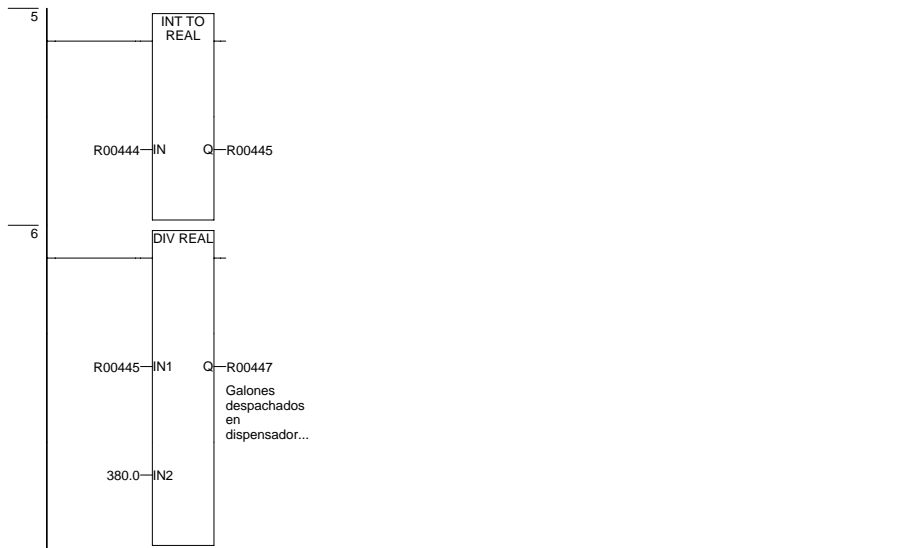 5
INT TO
REAL
R00444 IN Q R00445
6
DIV REAL
R00445 IN1 Q R00447
Galones
despachados
en
dispensador...
380.0 IN2